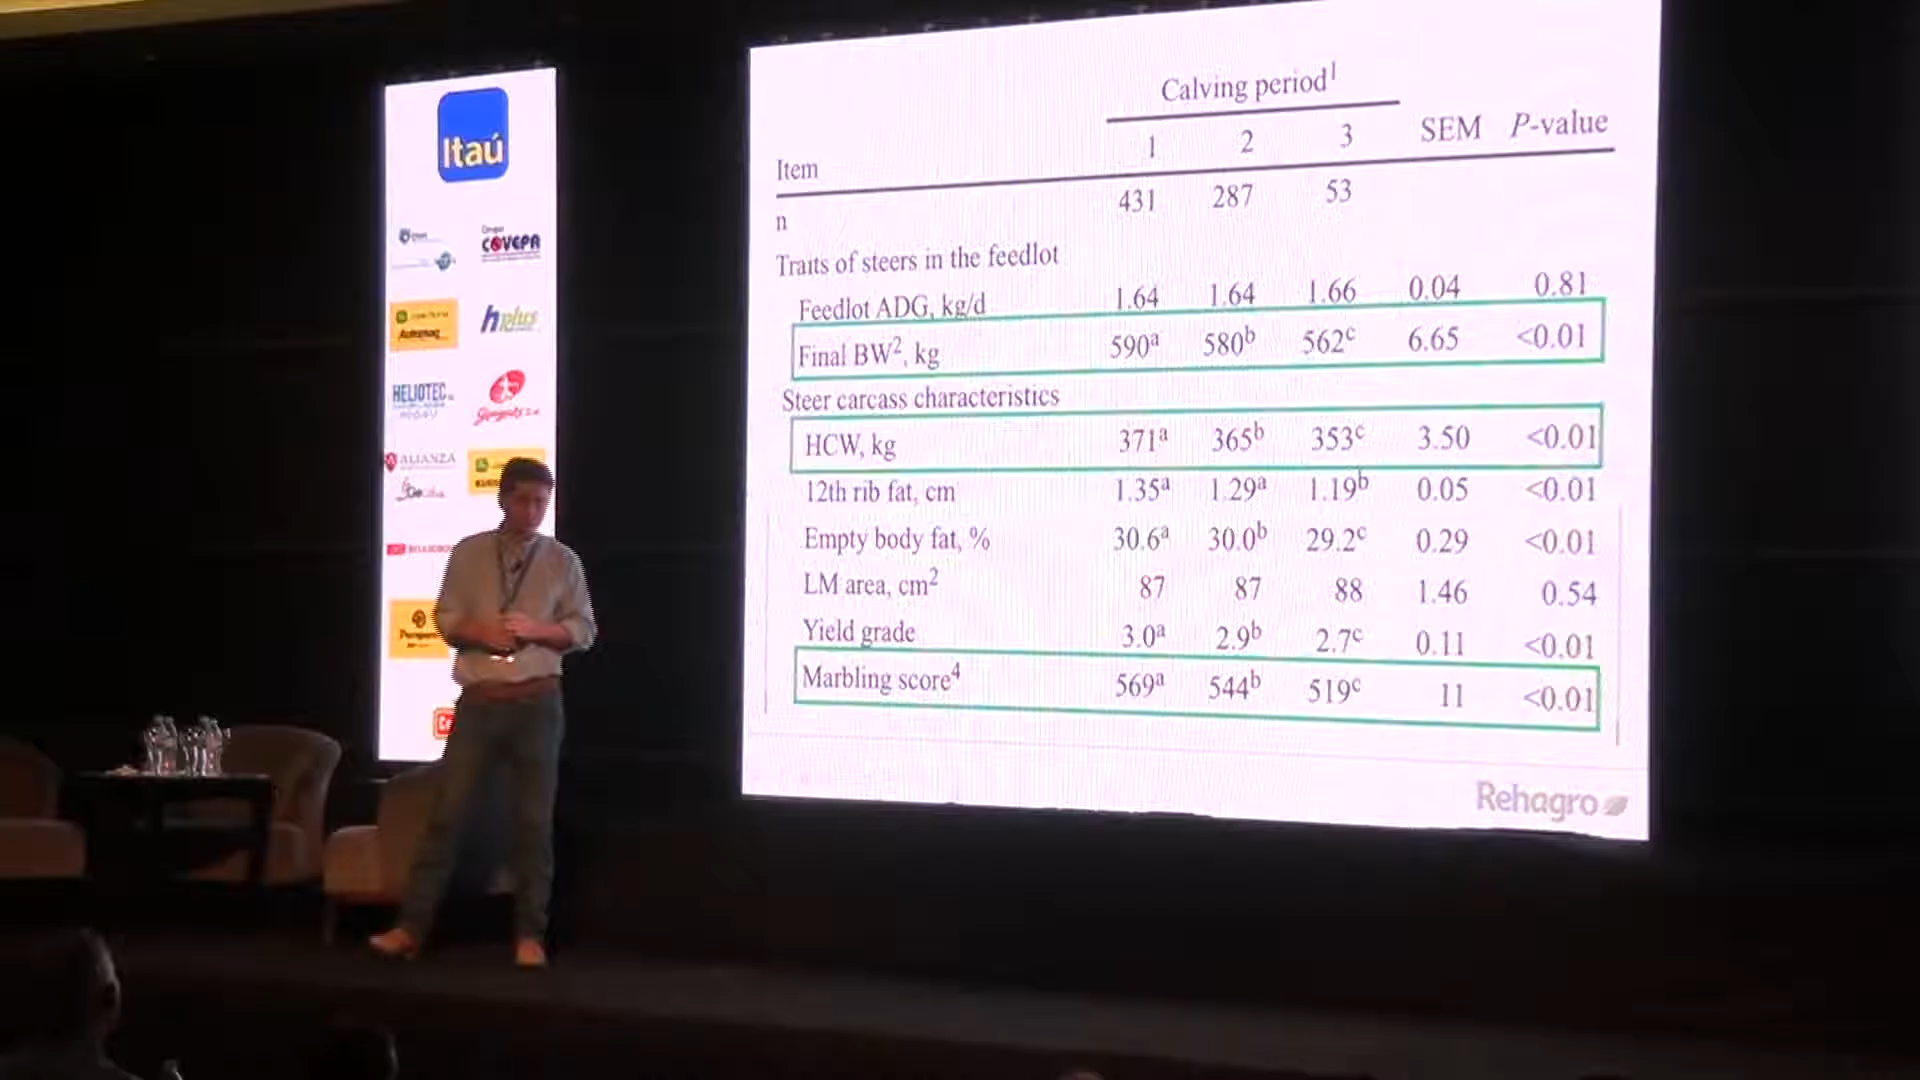 Itaú
Grupo
COVEPA
hplus
Automaq
HELIOTEC
ALIANZA
Calving period¹
Item 1 2 3 SEM P-value
n 431 287 53
Traits of steers in the feedlot
Feedlot ADG, kg/d 1.64 1.64 1.66 0.04 0.81
Final BW², kg 590ᵃ 580ᵇ 562ᶜ 6.65 <0.01
Steer carcass characteristics
HCW, kg 371ᵃ 365ᵇ 353ᶜ 3.50 <0.01
12th rib fat, cm 1.35ᵃ 1.29ᵃ 1.19ᵇ 0.05 <0.01
Empty body fat, % 30.6ᵃ 30.0ᵇ 29.2ᶜ 0.29 <0.01
LM area, cm² 87 87 88 1.46 0.54
Yield grade 3.0ᵃ 2.9ᵇ 2.7ᶜ 0.11 <0.01
Marbling score⁴ 569ᵃ 544ᵇ 519ᶜ 11 <0.01
Rehagro